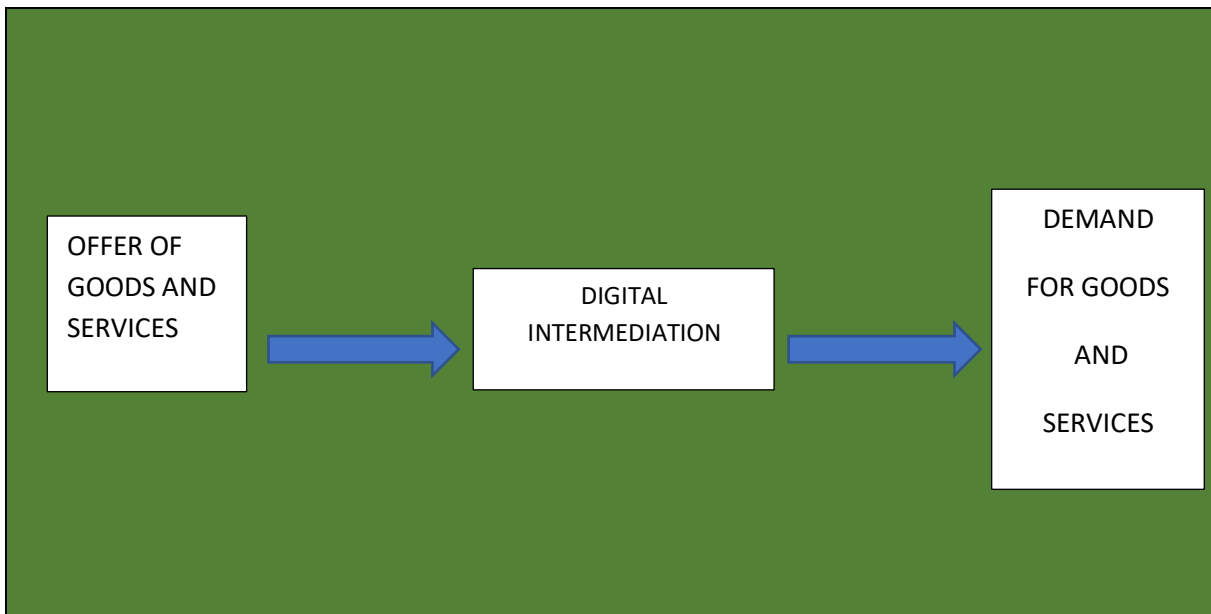 OFFER OF
GOODS AND
SERVICES
DIGITAL
INTERMEDIATION
DEMAND
FOR GOODS
AND
SERVICES